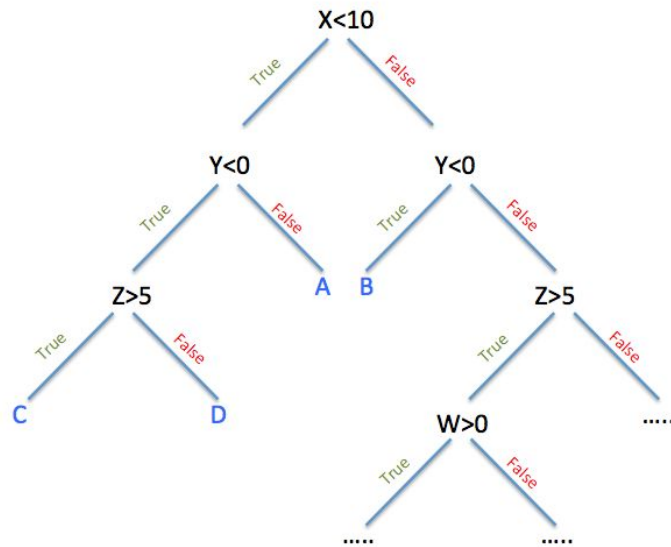 X<10
True
False
Y<0
Y<0
True
False
True
False
Z>5
A
B
Z>5
True
False
True
False
C
D
W>0
.....
True
False
.....
.....